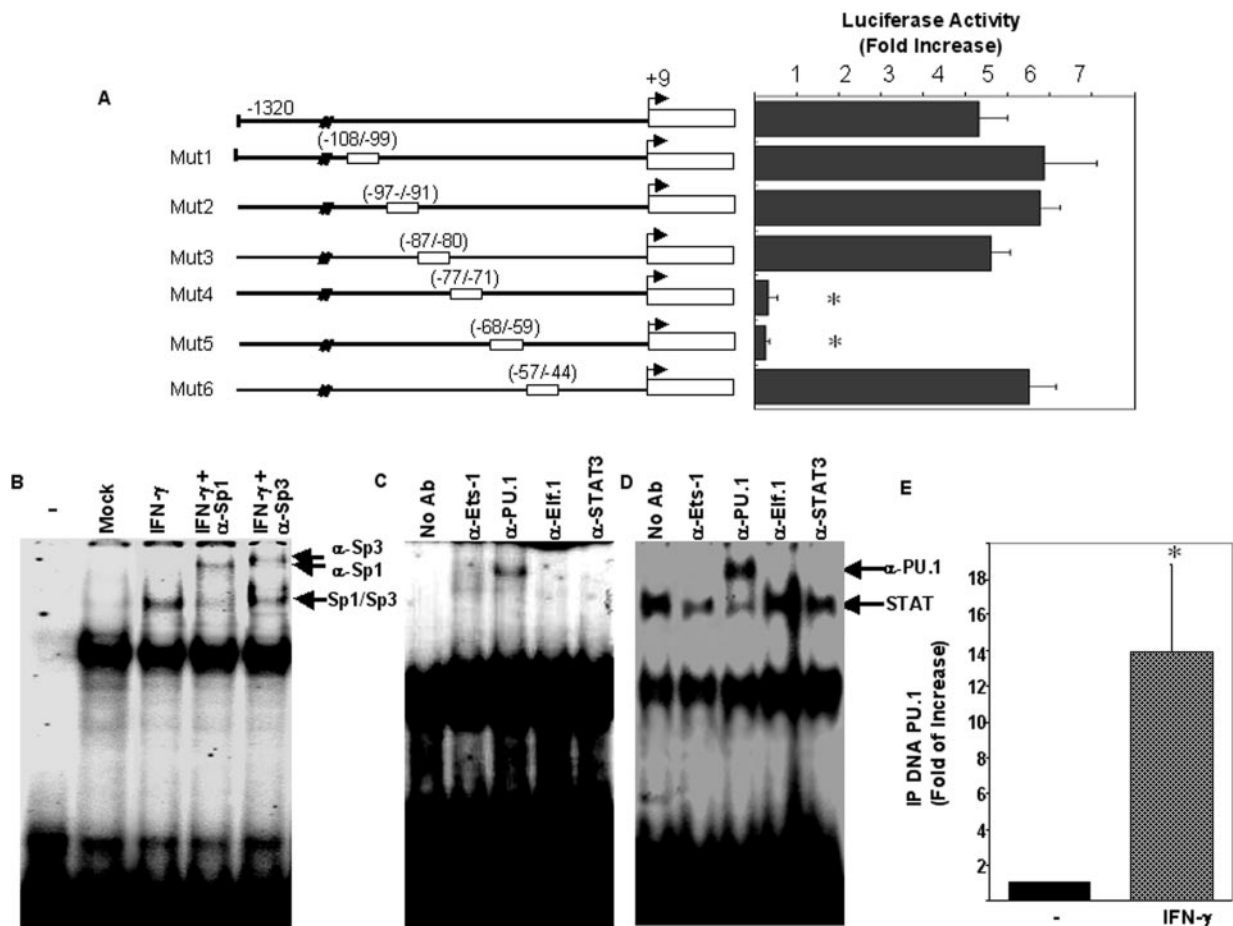 Luciferase Activity
(Fold Increase)
1 2 3 4 5 6 7
A
+9
-1320
(-108/-99)
Mut1
(-97-/-91)
Mut2
(-87/-80)
Mut3
(-77/-71)
Mut4
*
(-68/-59)
Mut5
*
(-57/-44)
Mut6
B
-
Mock
IFN-γ
IFN-γ+
α-Sp1
IFN-γ+
α-Sp3
α-Sp3
α-Sp1
Sp1/Sp3
C
No Ab
α-Ets-1
α-PU.1
α-Elf.1
α-STAT3
D
No Ab
α-Ets-1
α-PU.1
α-Elf.1
α-STAT3
α-PU.1
STAT
E
IP DNA PU.1
(Fold of Increase)
*
18
16
14
12
10
8
6
4
2
-
IFN-γ